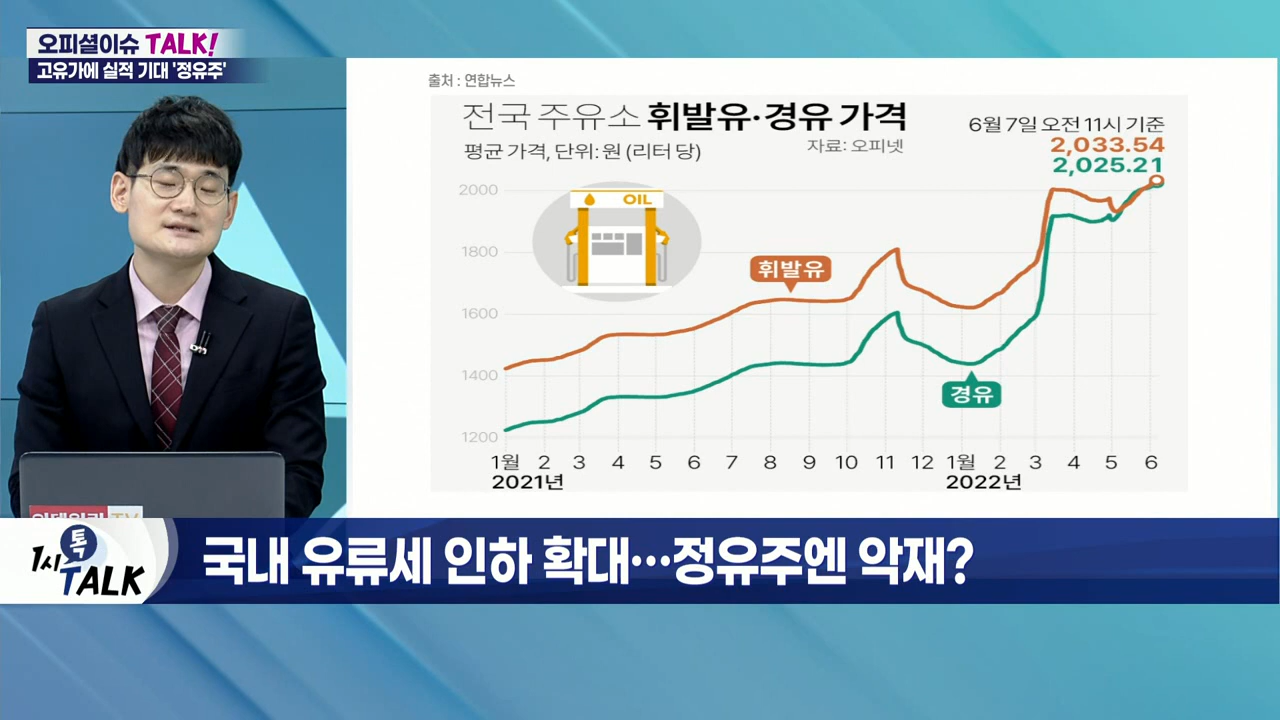 오피셜이슈 TALK!
고유가에 실적 기대 '정유주'
출처 : 연합뉴스
전국 주유소 휘발유·경유 가격
평균 가격, 단위: 원 (리터 당)
자료: 오피넷
6월 7일 오전 11시 기준
2,033.54
2,025.21
2000
1800
1600
1400
1200
OIL
휘발유
경유
1월 2 3 4 5 6 7 8 9 10 11 12 1월 2 3 4 5 6
2021년 2022년
이데일리 TV
1시톡
TALK
국내 유류세 인하 확대…정유주엔 악재?